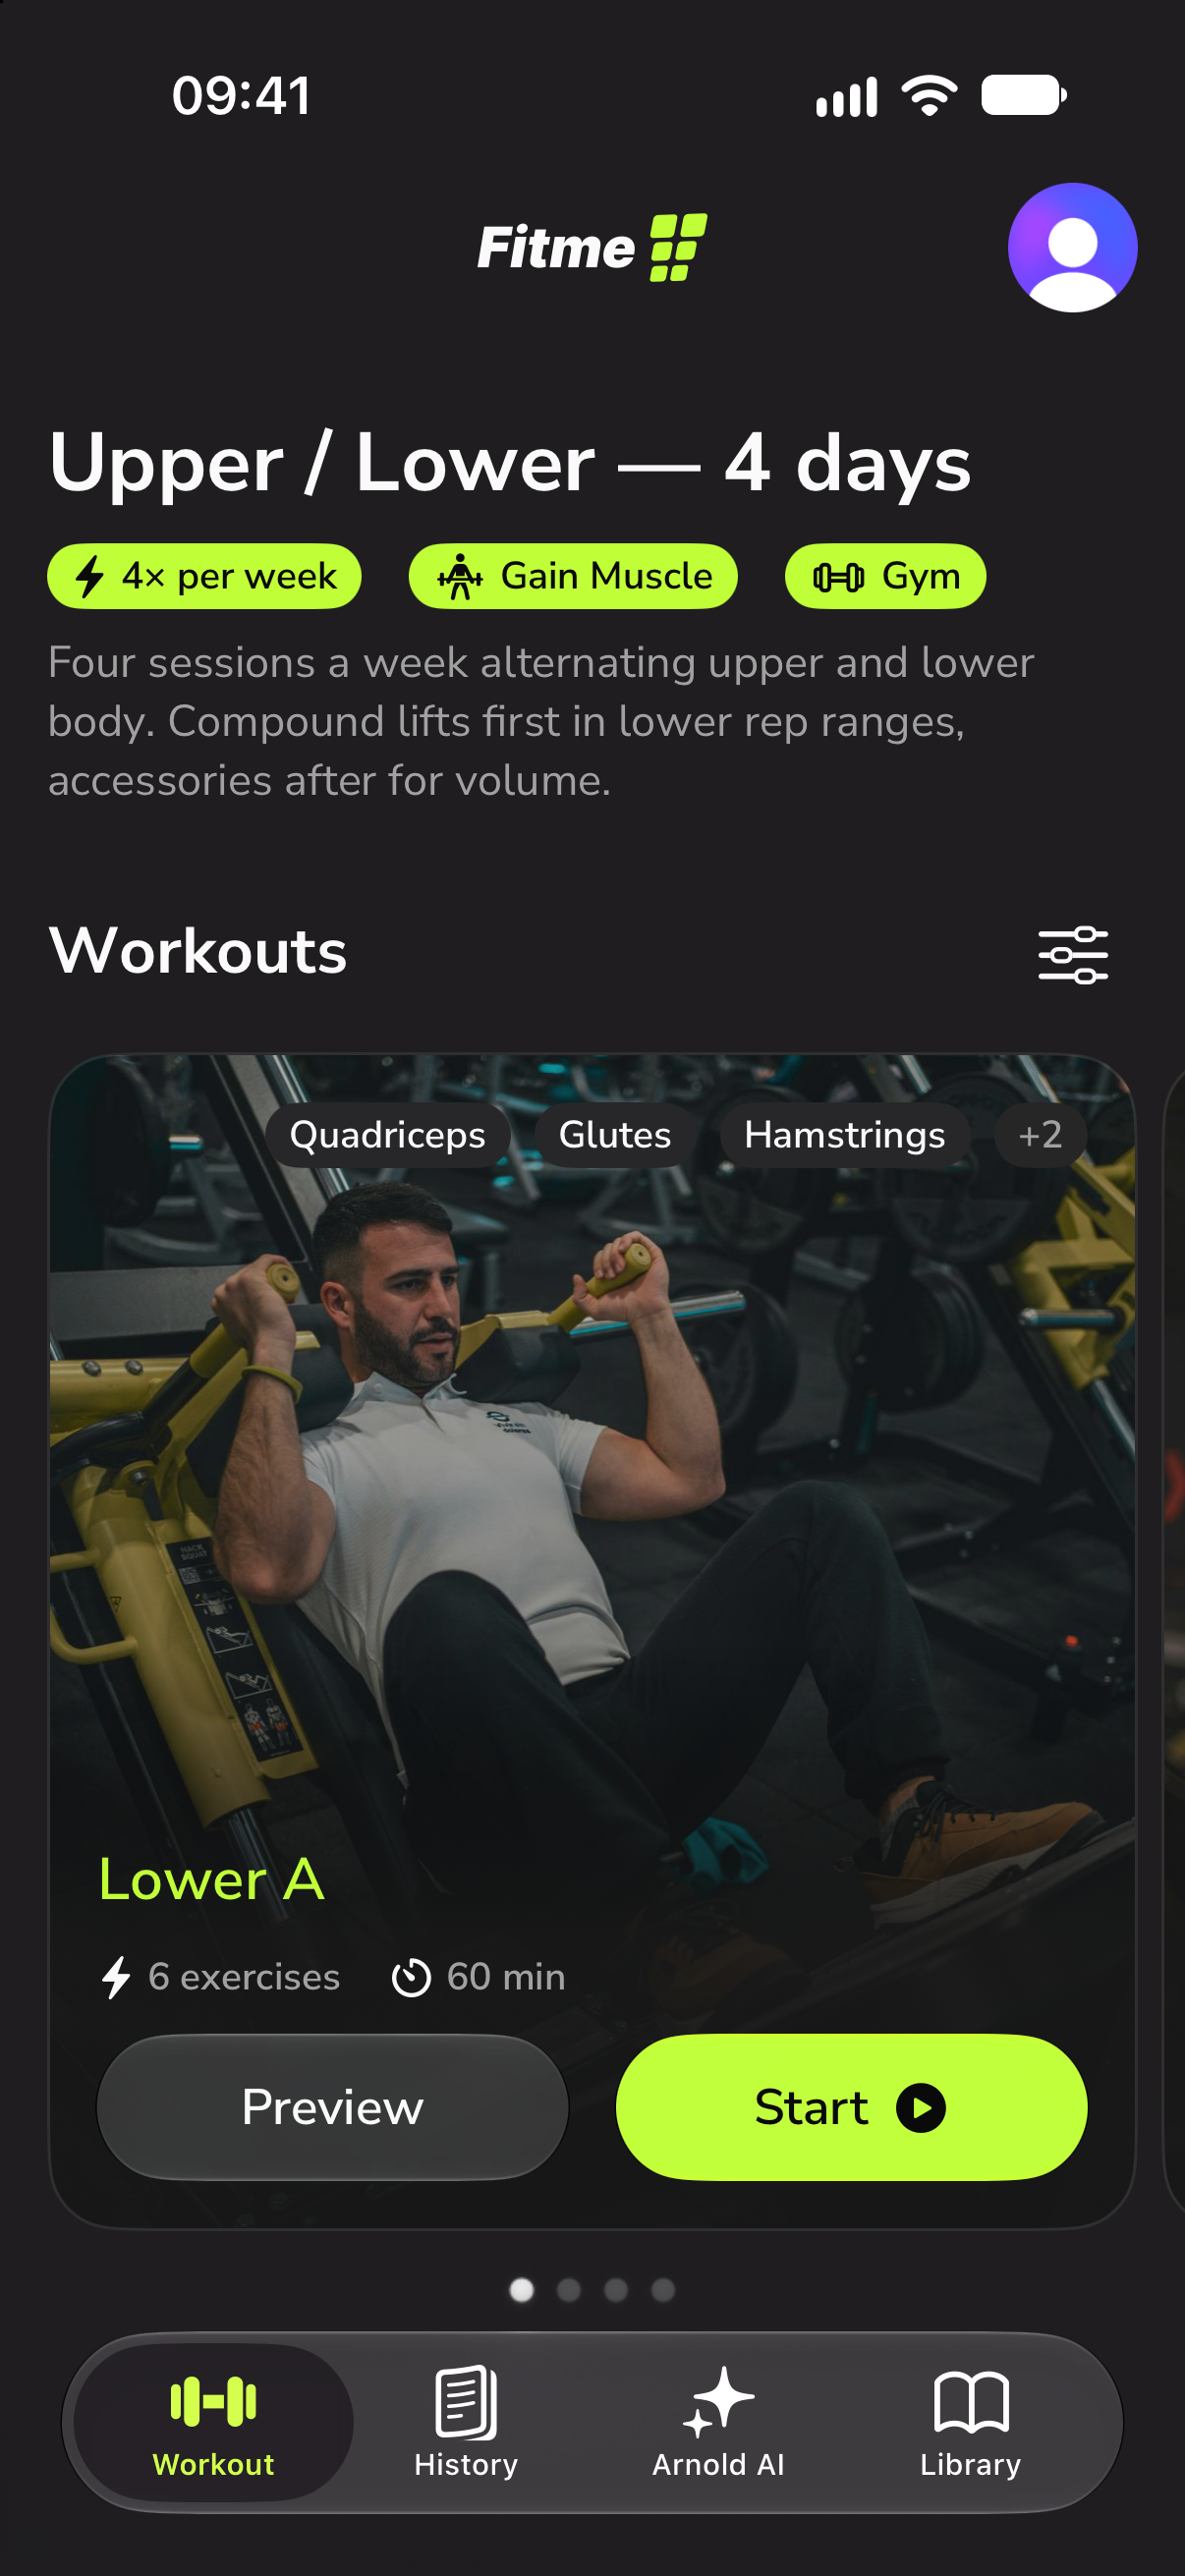 09:41
Fitme
Upper / Lower — 4 days
4× per week
Gain Muscle
Gym
Four sessions a week alternating upper and lower
body. Compound lifts first in lower rep ranges,
accessories after for volume.
Workouts
Quadriceps
Glutes
Hamstrings
+2
HACK
SQUAT
Lower A
6 exercises
60 min
Preview
Start
Workout
History
Arnold AI
Library